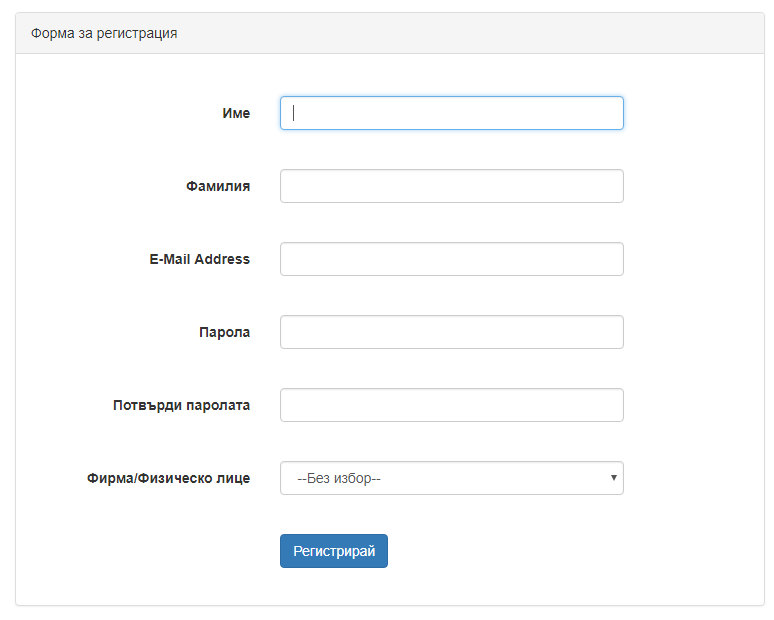 Форма за регистрация
Име
Фамилия
E-Mail Address
Парола
Потвърди паролата
Фирма/Физическо лице
--Без избор--
Регистрирай